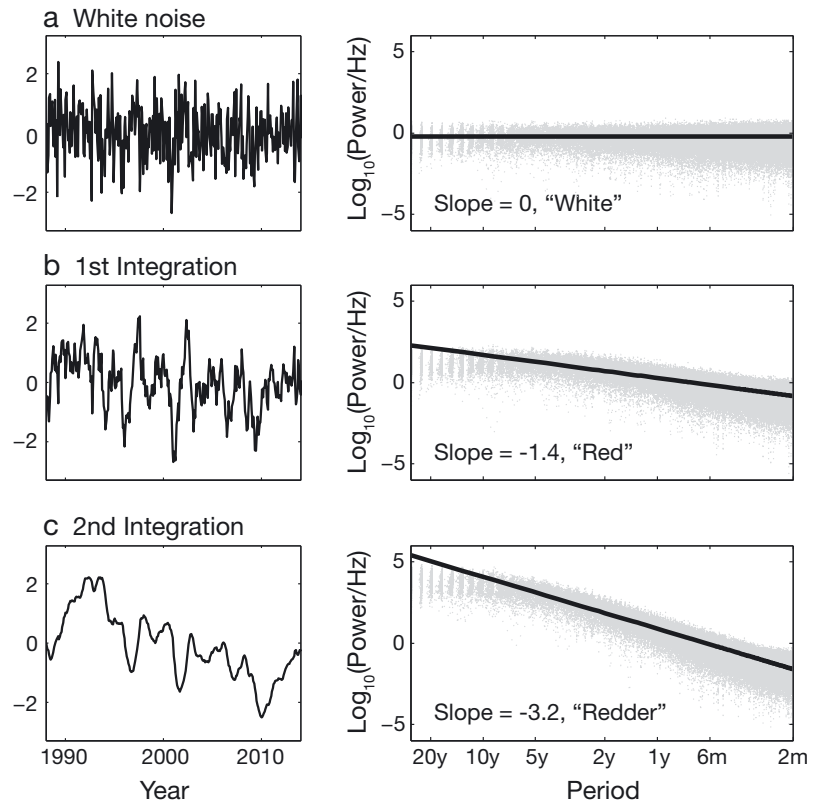 a White noise
2
0
−2
Log10(Power/Hz)
5
0
−5
Slope = 0, “White”
b 1st Integration
2
0
−2
Log10(Power/Hz)
5
0
−5
Slope = -1.4, “Red”
c 2nd Integration
2
0
−2
1990 2000 2010
Year
Log10(Power/Hz)
5
0
−5
Slope = -3.2, “Redder”
20y 10y 5y 2y 1y 6m 2m
Period